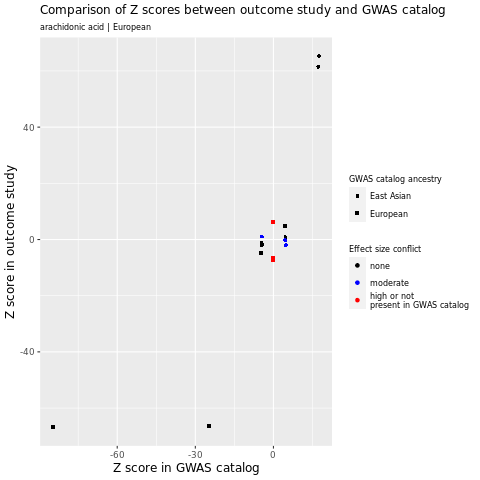 Comparison of Z scores between outcome study and GWAS catalog
arachidonic acid | European
Z score in outcome study
40
0
-40
-60
-30
0
Z score in GWAS catalog
GWAS catalog ancestry
East Asian
European
Effect size conflict
none
moderate
high or not
present in GWAS catalog